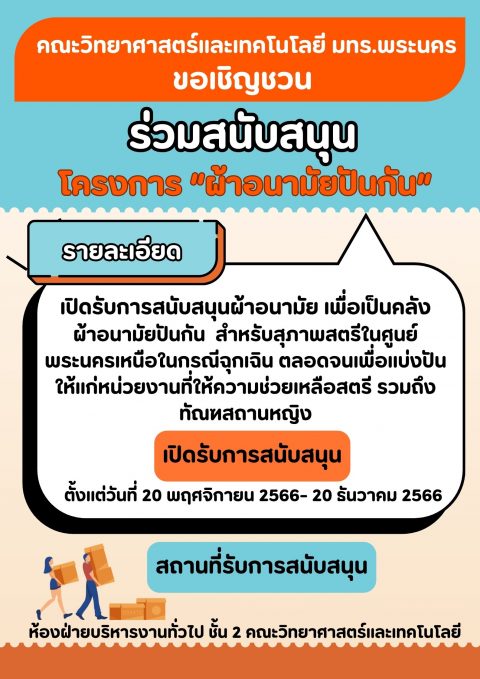 คณะวิทยาศาสตร์และเทคโนโลยี มทร.พระนคร
ขอเชิญชวน
ร่วมสนับสนุน
โครงการ "ผ้าอนามัยปันกัน"
รายละเอียด
เปิดรับการสนับสนุนผ้าอนามัย เพื่อเป็นคลัง
ผ้าอนามัยปันกัน สำหรับสุภาพสตรีในศูนย์
พระนครเหนือในกรณีฉุกเฉิน ตลอดจนเพื่อแบ่งปัน
ให้แก่หน่วยงานที่ให้ความช่วยเหลือสตรี รวมถึง
ทัณฑสถานหญิง
เปิดรับการสนับสนุน
ตั้งแต่วันที่ 20 พฤศจิกายน 2566- 20 ธันวาคม 2566
สถานที่รับการสนับสนุน
ห้องฝ่ายบริหารงานทั่วไป ชั้น 2 คณะวิทยาศาสตร์และเทคโนโลยี